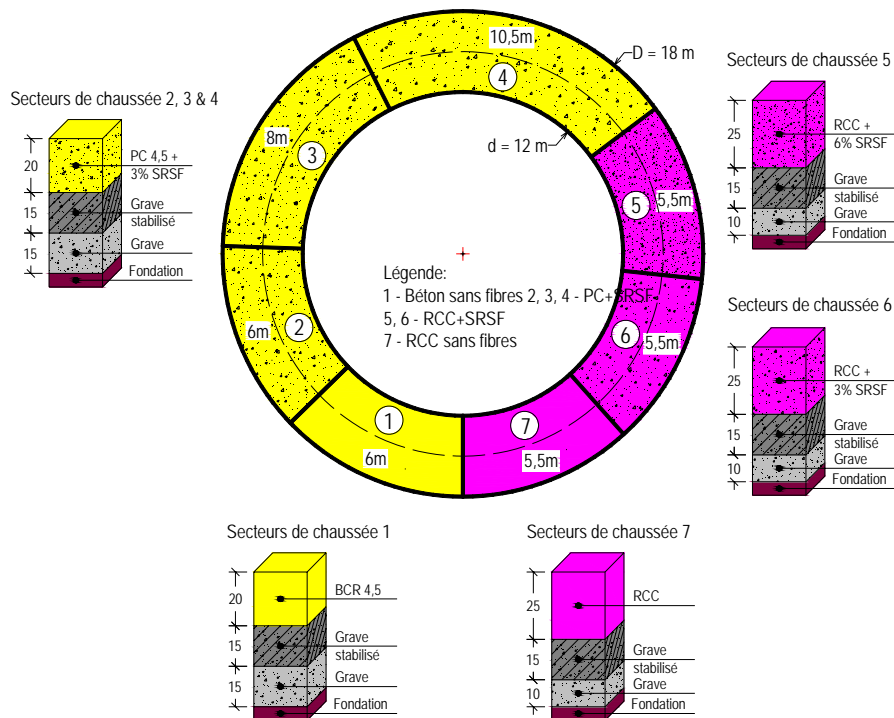 10,5m
D = 18 m
4
Secteurs de chaussée 2, 3 & 4
20
PC 4,5 +
3% SRSF
15
Grave
stabilisé
15
Grave
Fondation
8m
3
d = 12 m
Secteurs de chaussée 5
25
RCC +
6% SRSF
15
Grave
stabilisé
10
Grave
Fondation
5
5,5m
Légende:
1 - Béton sans fibres 2, 3, 4 - PC+SRSF
5, 6 - RCC+SRSF
7 - RCC sans fibres
2
6m
6
5,5m
Secteurs de chaussée 6
25
RCC +
3% SRSF
15
Grave
stabilisé
10
Grave
Fondation
1
6m
7
5,5m
Secteurs de chaussée 1
20
BCR 4,5
15
Grave
stabilisé
15
Grave
Fondation
Secteurs de chaussée 7
25
RCC
15
Grave
stabilisé
10
Grave
Fondation